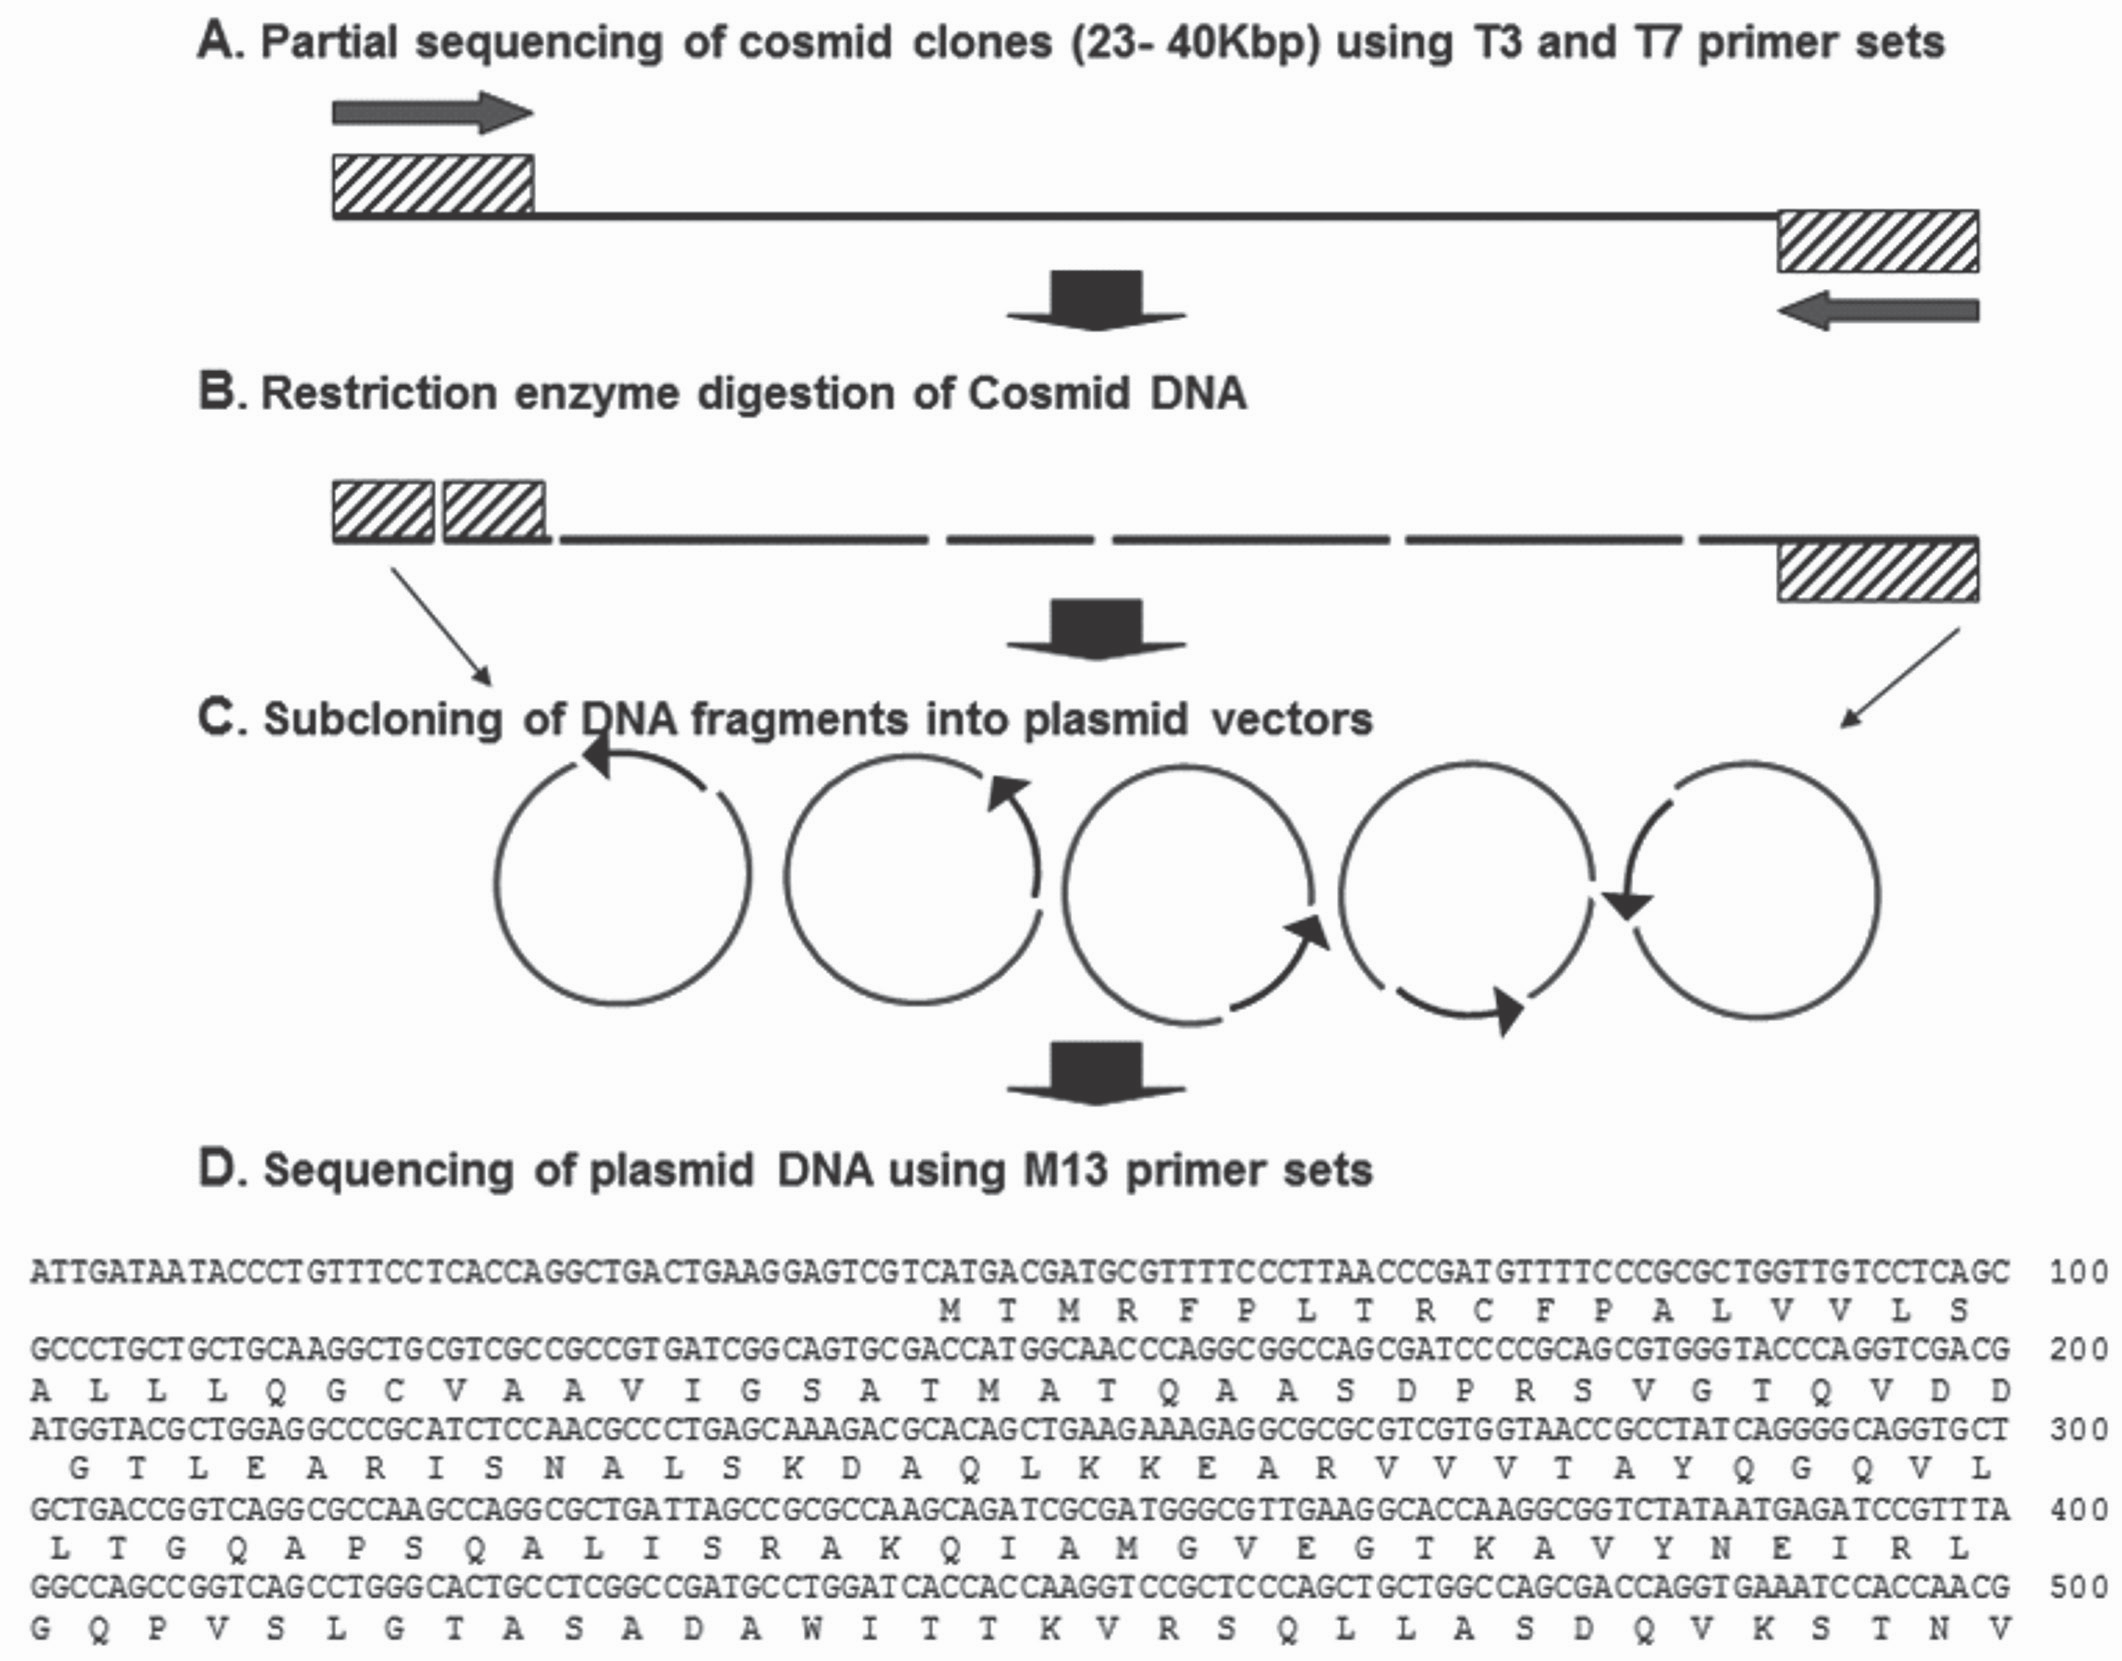 A. Partial sequencing of cosmid clones (23- 40Kbp) using T3 and T7 primer sets
B. Restriction enzyme digestion of Cosmid DNA
C. Subcloning of DNA fragments into plasmid vectors
D. Sequencing of plasmid DNA using M13 primer sets
ATTGATAATACCCTGTTTCCTCACCAGGCTGACTGAAGGAGTCGTCATGACGATGCGTTTTCCCTTAACCCGATGTTTTCCCGCGCTGGTTGTCCTCAGC 100
M T M R F P L T R C F P A L V V L S
GCCCTGCTGCTGCAAGGCTGCGTCGCCGCCGTGATCGGCAGTGCGACCATGGCAACCCAGGCGGCCAGCGATCCCCGCAGCGTGGGTACCCAGGTCGACG 200
A L L L Q G C V A A V I G S A T M A T Q A A S D P R S V G T Q V D D
ATGGTACGCTGGAGGCCCGCATCTCCAACGCCCTGAGCAAAGACGCACAGCTGAAGAAAGAGGCGCGCGTCGTGGTAACCGCCTATCAGGGGCAGGTGCT 300
G T L E A R I S N A L S K D A Q L K K E A R V V V T A Y Q G Q V L
GCTGACCGGTCAGGCGCCAAGCCAGGCGCTGATTAGCCGCGCCAAGCAGATCGCGATGGGCGTTGAAGGCACCAAGGCGGTCTATAATGAGATCCGTTTA 400
L T G Q A P S Q A L I S R A K Q I A M G V E G T K A V Y N E I R L
GGCCAGCCGGTCAGCCTGGGCACTGCCTCGGCCGATGCCTGGATCACCACCAAGGTCCGCTCCCAGCTGCTGGCCAGCGACCAGGTGAAATCCACCAACG 500
G Q P V S L G T A S A D A W I T T K V R S Q L L A S D Q V K S T N V